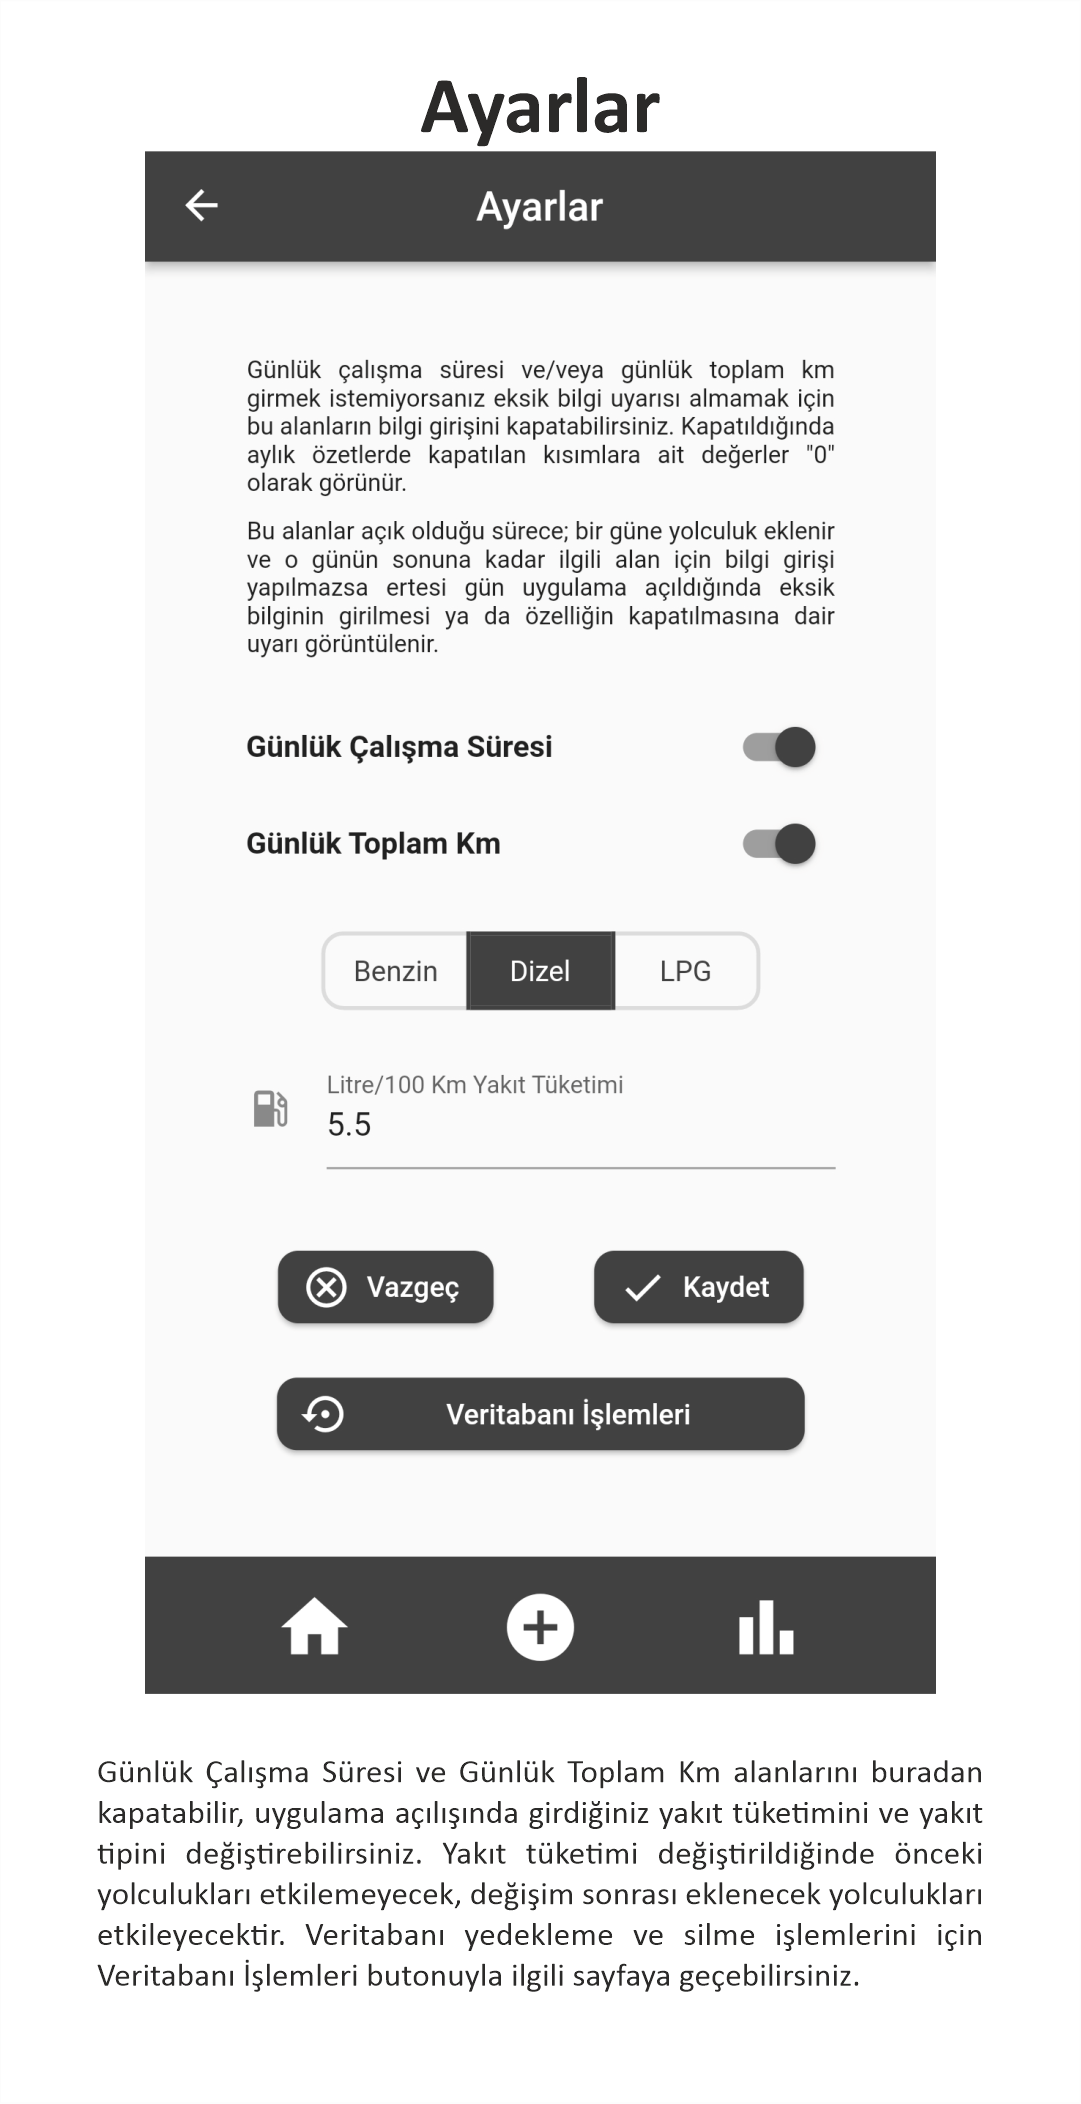 Ayarlar
Ayarlar
Günlük çalışma süresi ve/veya günlük toplam km
girmek istemiyorsanız eksik bilgi uyarısı almamak için
bu alanların bilgi girişini kapatabilirsiniz. Kapatıldığında
aylık özetlerde kapatılan kısımlara ait değerler "0"
olarak görünür.
Bu alanlar açık olduğu sürece; bir güne yolculuk eklenir
ve o günün sonuna kadar ilgili alan için bilgi girişi
yapılmazsa ertesi gün uygulama açıldığında eksik
bilginin girilmesi ya da özelliğin kapatılmasına dair
uyarı görüntülenir.
Günlük Çalışma Süresi
Günlük Toplam Km
Benzin Dizel LPG
Litre/100 Km Yakıt Tüketimi
5.5
Vazgeç Kaydet
Veritabanı İşlemleri
Günlük Çalışma Süresi ve Günlük Toplam Km alanlarını buradan
kapatabilir, uygulama açılışında girdiğiniz yakıt tüketimini ve yakıt
tipini değiştirebilirsiniz. Yakıt tüketimi değiştirildiğinde önceki
yolculukları etkilemeyecek, değişim sonrası eklenecek yolculukları
etkileyecektir. Veritabanı yedekleme ve silme işlemlerini için
Veritabanı İşlemleri butonuyla ilgili sayfaya geçebilirsiniz.